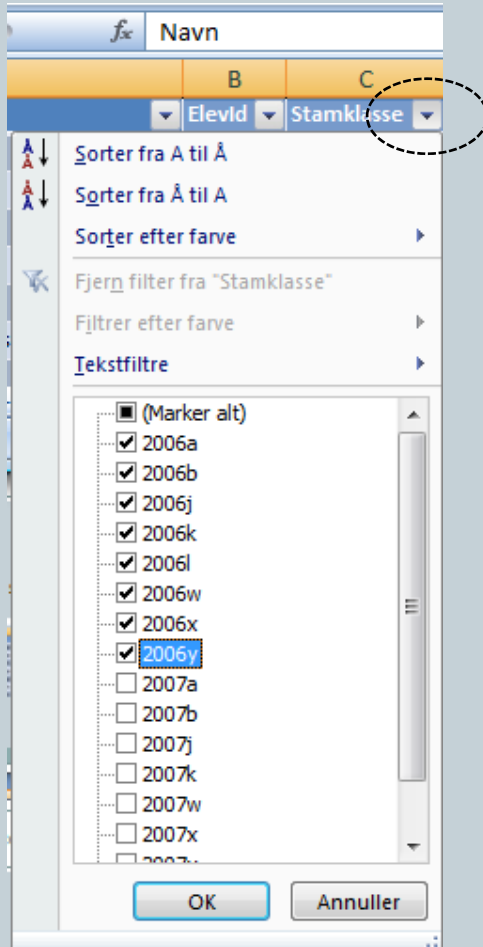 fx Navn
B C
ElevId Stamklasse
Sorter fra A til Å
Sorter fra Å til A
Sorter efter farve
Fjern filter fra "Stamklasse"
Filtrer efter farve
Tekstfiltre
(Marker alt)
2006a
2006b
2006j
2006k
2006l
2006w
2006x
2006y
2007a
2007b
2007j
2007k
2007w
2007x
OK Annuller